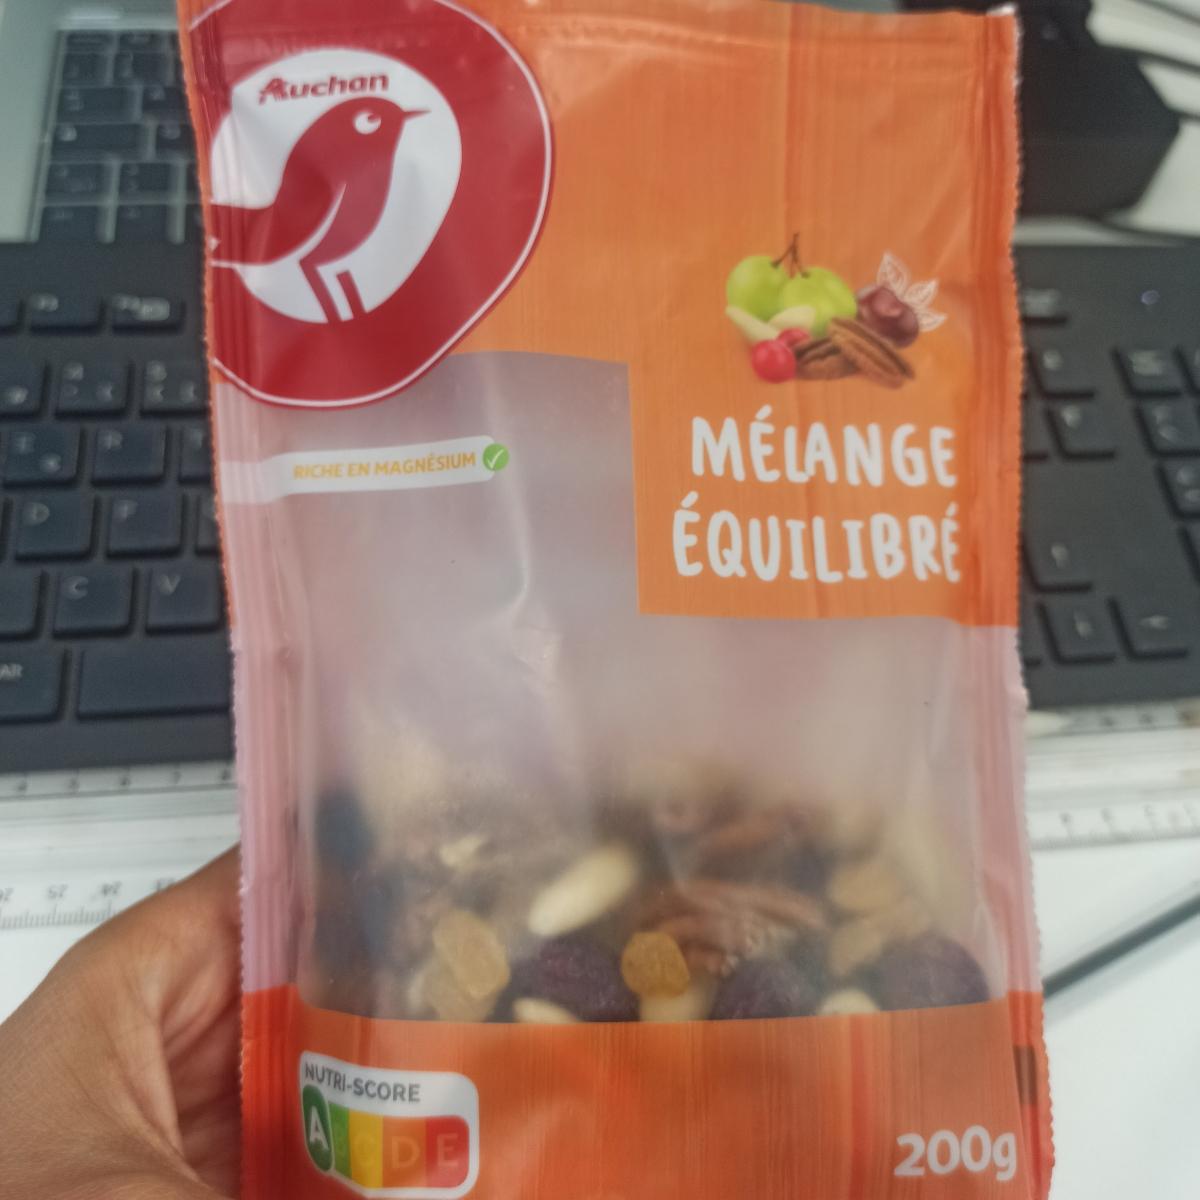 Auchan
RICHE EN MAGNÉSIUM
MÉLANGE
ÉQUILIBRÉ
NUTRI-SCORE
A B C D E
200g